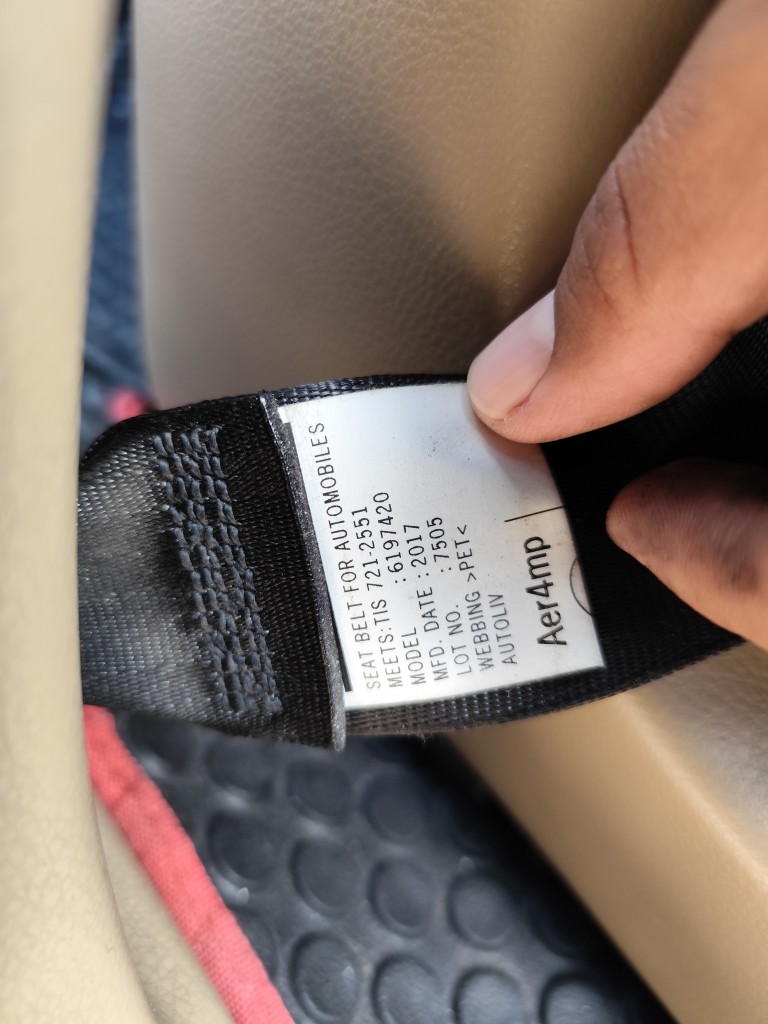 SEAT BELT FOR AUTOMOBILES
MEETS:TIS 721-2551
MODEL :6197420
MFD. DATE : 2017
LOT NO. : 7505
WEBBING >PET<
AUTOLIV
Aer4mp